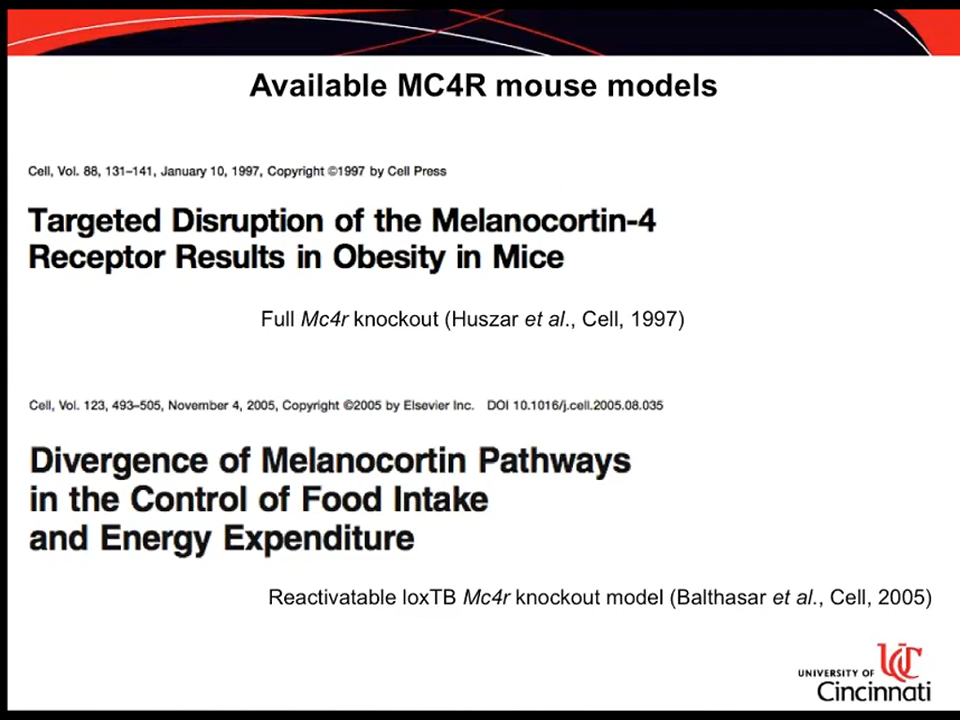 Available MC4R mouse models
Cell, Vol. 88, 131–141, January 10, 1997, Copyright ©1997 by Cell Press
Targeted Disruption of the Melanocortin-4
Receptor Results in Obesity in Mice
Full Mc4r knockout (Huszar et al., Cell, 1997)
Cell, Vol. 123, 493–505, November 4, 2005, Copyright ©2005 by Elsevier Inc. DOI 10.1016/j.cell.2005.08.035
Divergence of Melanocortin Pathways
in the Control of Food Intake
and Energy Expenditure
Reactivatable loxTB Mc4r knockout model (Balthasar et al., Cell, 2005)
UC
UNIVERSITY OF
Cincinnati